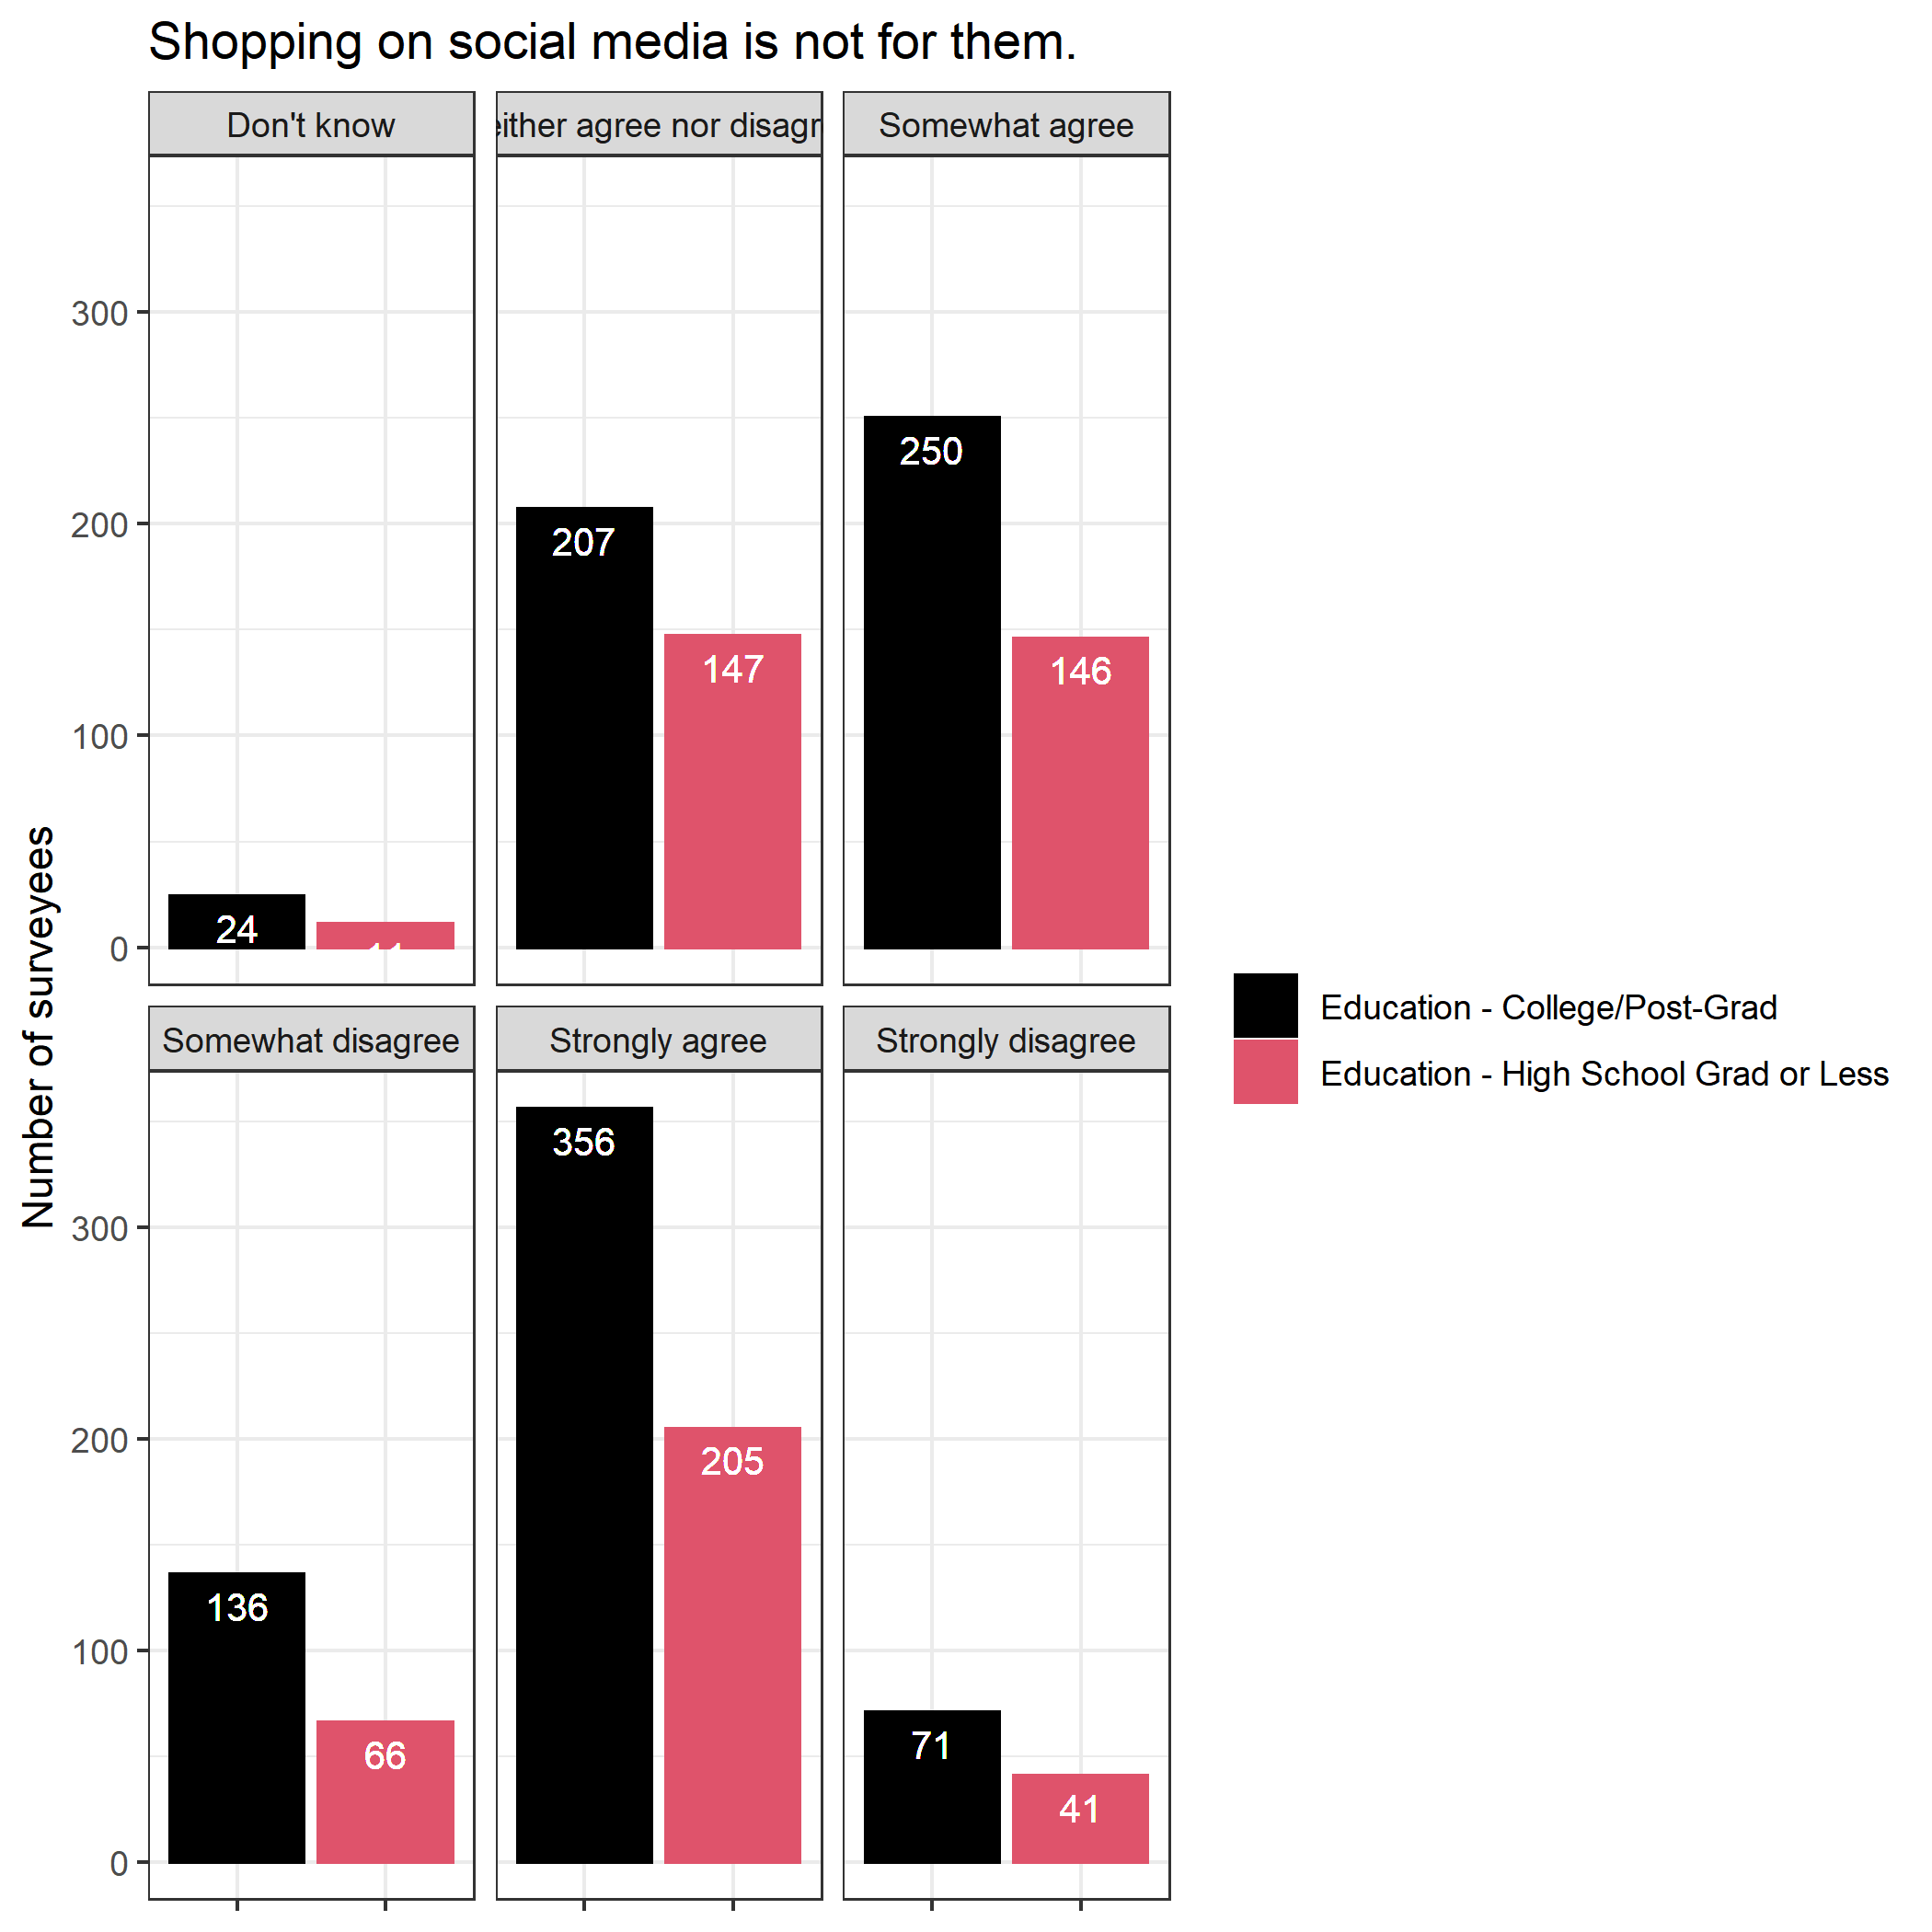 Shopping on social media is not for them.
Don't know
either agree nor disagr
Somewhat agree
300
200
100
0
24
11
207
147
250
146
Somewhat disagree
Strongly agree
Strongly disagree
300
200
100
0
136
66
356
205
71
41
Number of surveyees
Education - College/Post-Grad
Education - High School Grad or Less